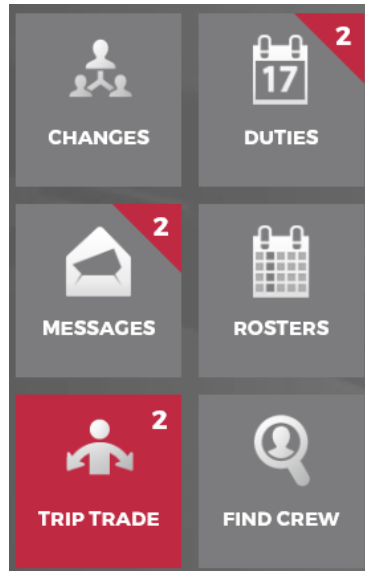 2
17
CHANGES
DUTIES
2
MESSAGES
ROSTERS
2
TRIP TRADE
FIND CREW